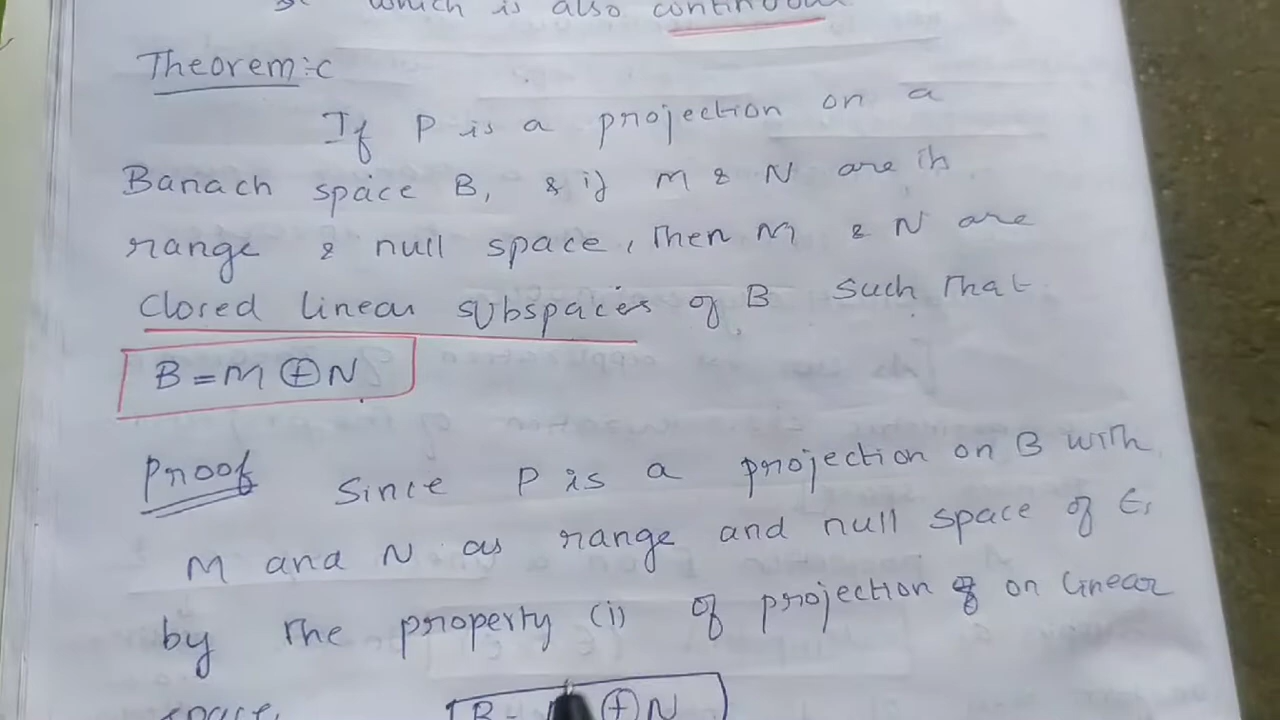 which is also continuous
Theorem:-
If P is a projection on a
Banach space B, & if M & N are its
range & null space, Then M & N are
closed linear subspaces of B such that
B = M ⊕ N
Proof Since P is a projection on B with
M and N as range and null space of E,
by the property (i) of projection on linear
space, B = ⊕ N